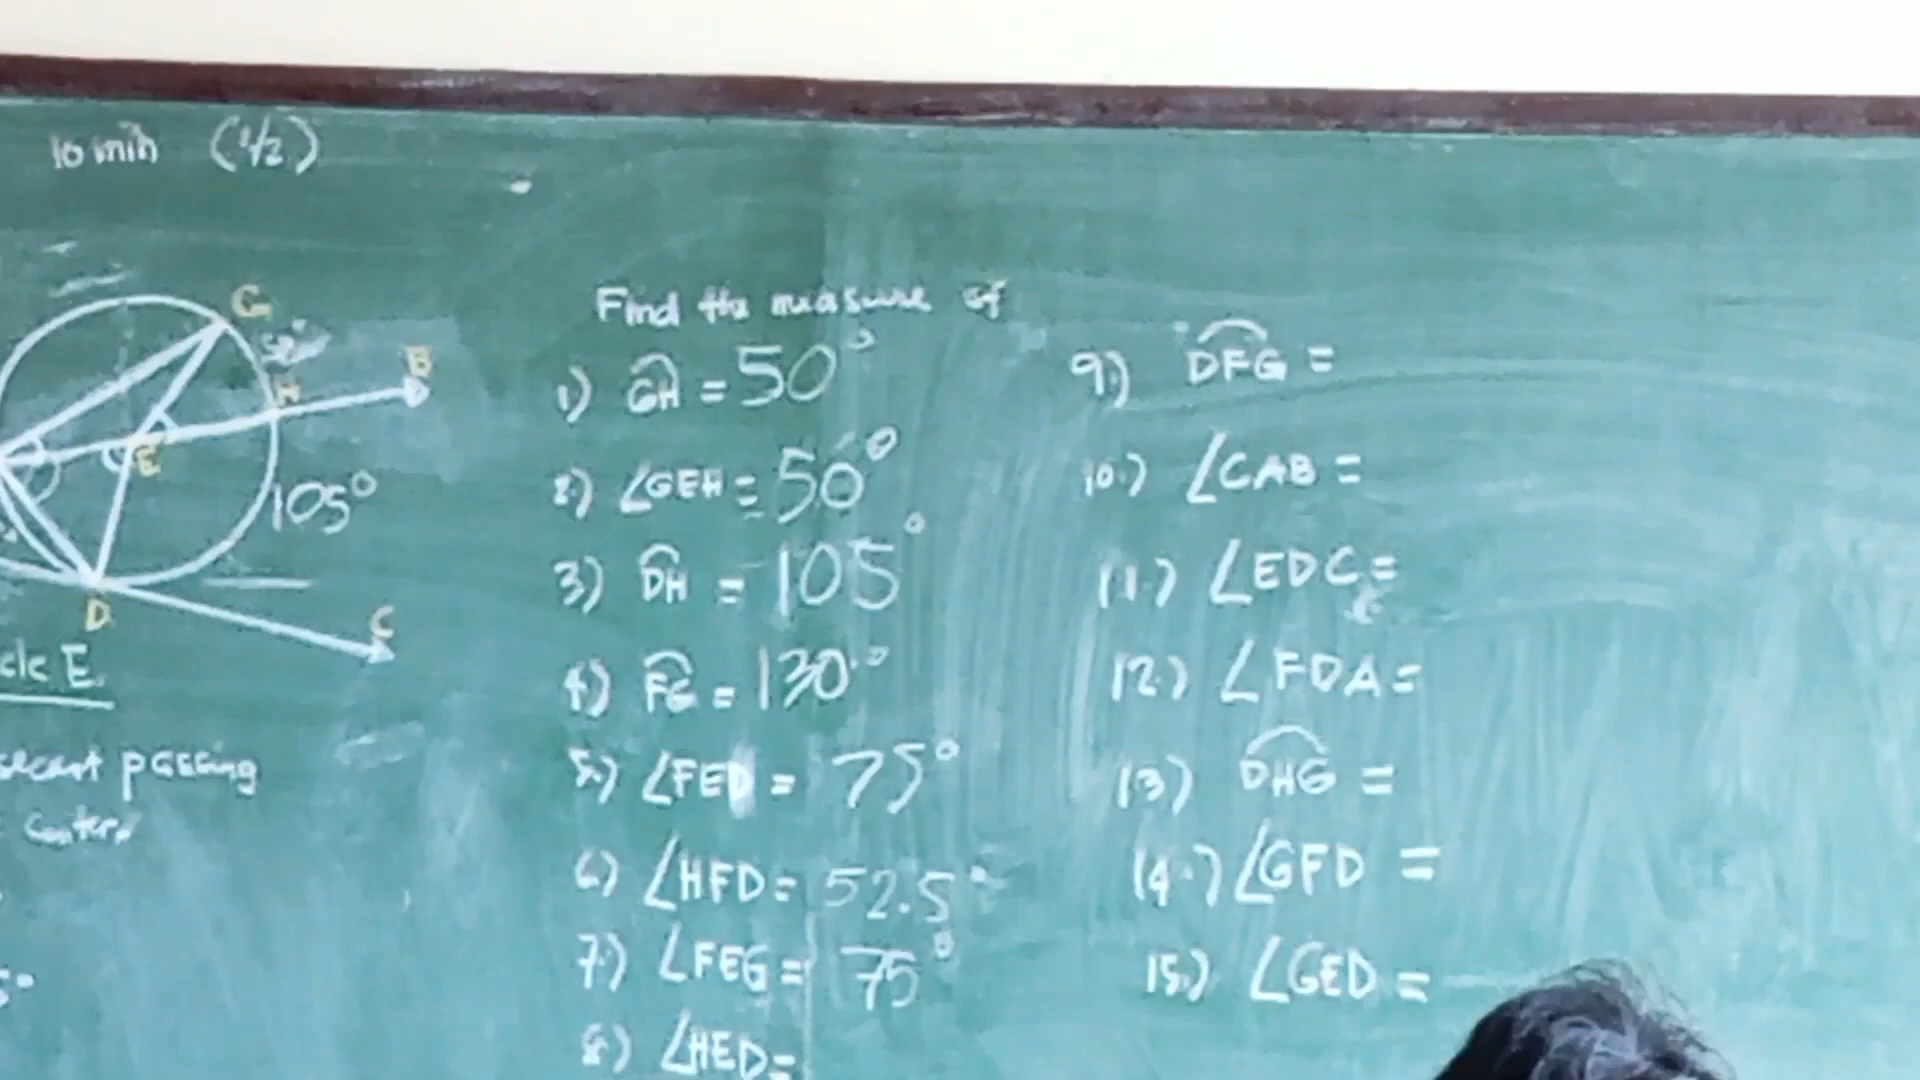 10 min (1/2)
G
B
H
E
105°
D
C
cle E.
secant passing
center
5°
Find the measure of
1) GH = 50°
2.) ∠GEH = 50°
3) DH = 105°
4) FG = 130°
5.) ∠FED = 75°
6) ∠HFD = 52.5°
7.) ∠FEG = 75°
8) ∠HED =
9.) DFG =
10.) ∠CAB =
11.) ∠EDC =
12.) ∠FDA =
13) DHG =
14.) ∠GFD =
15.) ∠GED =